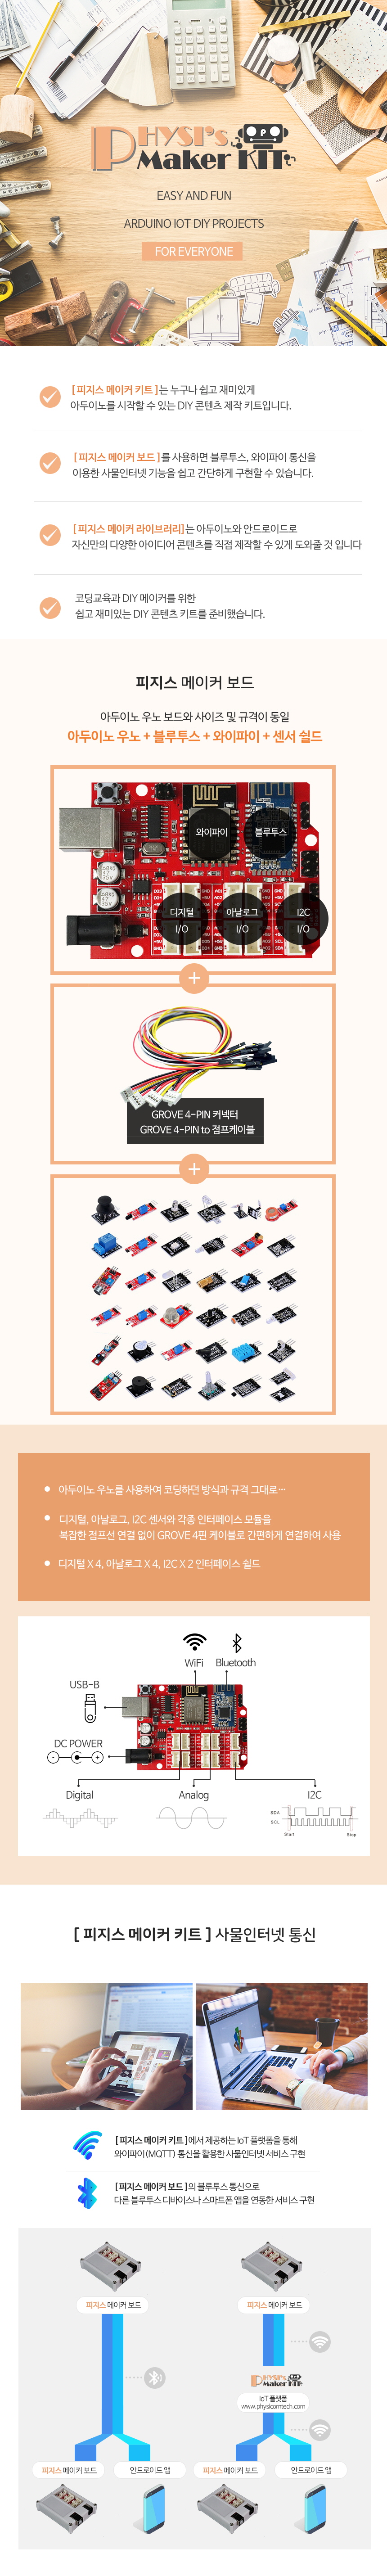 PHYSI's
Maker KIT
EASY AND FUN
ARDUINO IOT DIY PROJECTS
FOR EVERYONE
[ 피지스 메이커 키트 ]는 누구나 쉽고 재미있게
아두이노를 시작할 수 있는 DIY 콘텐츠 제작 키트입니다.
[ 피지스 메이커 보드 ]를 사용하면 블루투스, 와이파이 통신을
이용한 사물인터넷 기능을 쉽고 간단하게 구현할 수 있습니다.
[ 피지스 메이커 라이브러리]는 아두이노와 안드로이드로
자신만의 다양한 아이디어 콘텐츠를 직접 제작할 수 있게 도와줄 것 입니다
코딩교육과 DIY 메이커를 위한
쉽고 재미있는 DIY 콘텐츠 키트를 준비했습니다.
피지스 메이커 보드
아두이노 우노 보드와 사이즈 및 규격이 동일
아두이노 우노 + 블루투스 + 와이파이 + 센서 쉴드
와이파이
블루투스
디지털
I/O
아날로그
I/O
I2C
I/O
+
GROVE 4-PIN 커넥터
GROVE 4-PIN to 점프케이블
+
아두이노 우노를 사용하여 코딩하던 방식과 규격 그대로…
디지털, 아날로그, I2C 센서와 각종 인터페이스 모듈을
복잡한 점프선 연결 없이 GROVE 4핀 케이블로 간편하게 연결하여 사용
디지털 X 4, 아날로그 X 4, I2C X 2 인터페이스 쉴드
WiFi
Bluetooth
USB-B
DC POWER
Digital
Analog
I2C
SDA
SCL
Start
Stop
[ 피지스 메이커 키트 ] 사물인터넷 통신
[ 피지스 메이커 키트 ]에서 제공하는 IoT 플랫폼을 통해
와이파이(MQTT) 통신을 활용한 사물인터넷 서비스 구현
[ 피지스 메이커 보드 ]의 블루투스 통신으로
다른 블루투스 디바이스나 스마트폰 앱을 연동한 서비스 구현
피지스 메이커 보드
피지스 메이커 보드
PHYSI's
Maker KIT
IoT 플랫폼
www.physicomtech.com
피지스 메이커 보드
안드로이드 앱
피지스 메이커 보드
안드로이드 앱